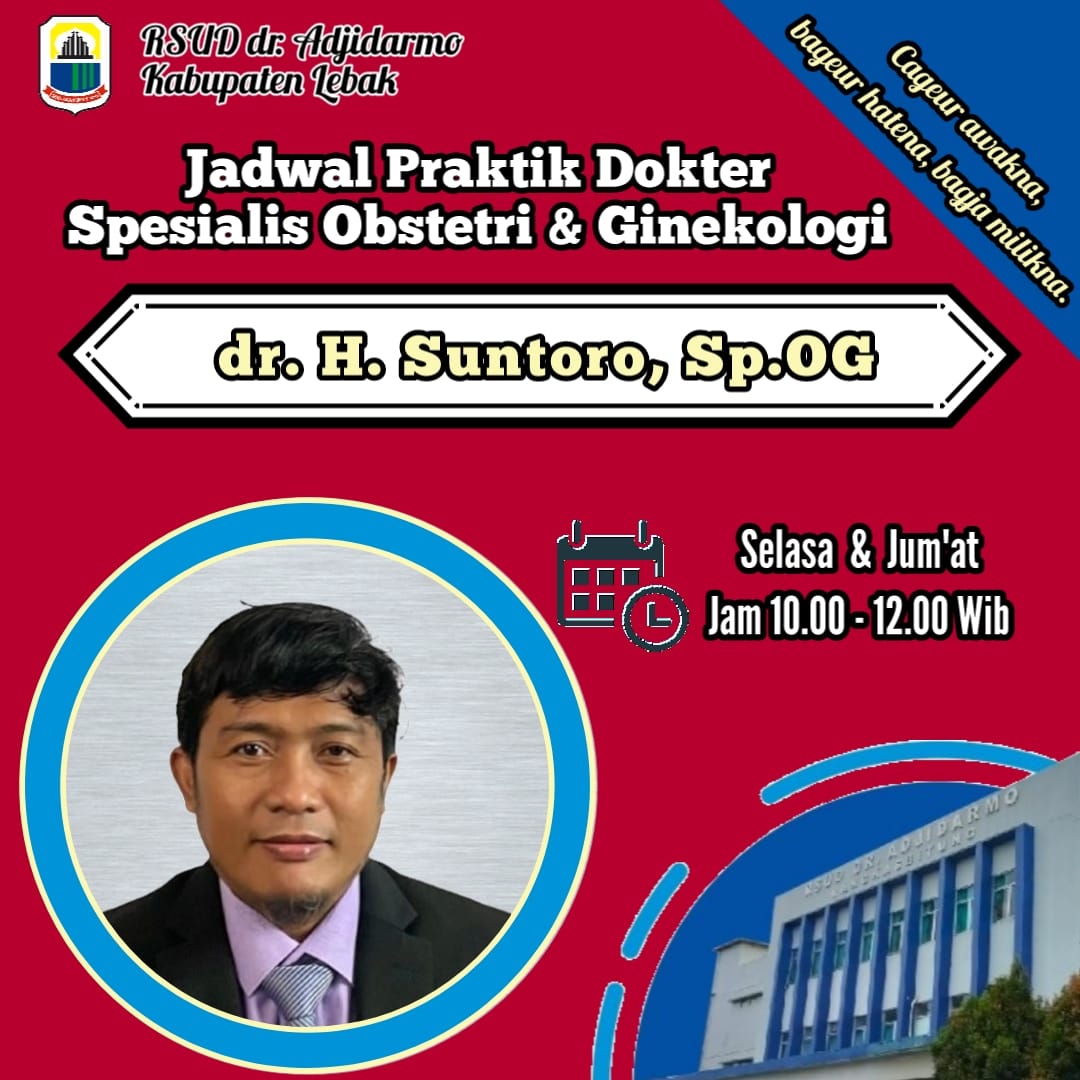 RSUD dr. Adjidarmo
Kabupaten Lebak
Cageur awakna,
bageur hatena, bagja milikna.
Jadwal Praktik Dokter
Spesialis Obstetri & Ginekologi
dr. H. Suntoro, Sp.OG
Selasa & Jum'at
Jam 10.00 - 12.00 Wib
RSUD DR. ADJIDARMO
RANGKASBITUNG